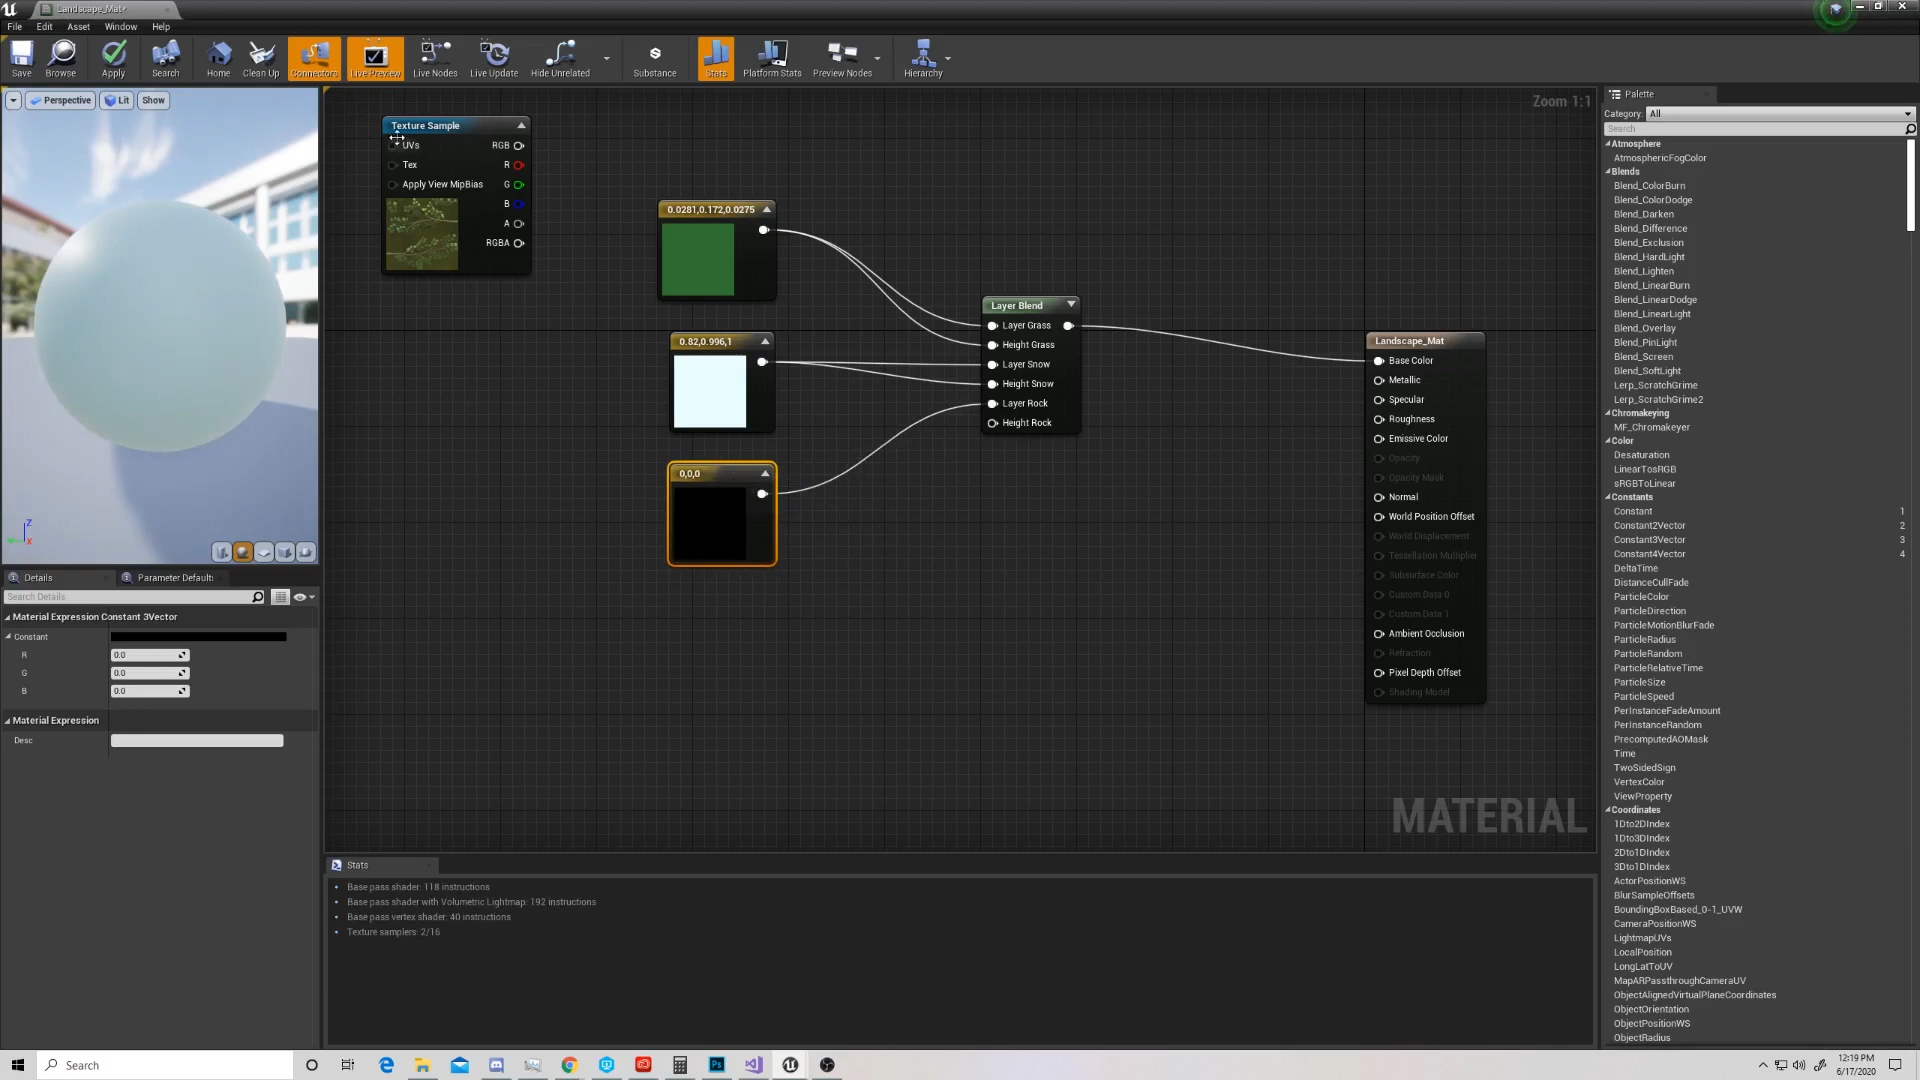 Landscape_Mat*
File Edit Asset Window Help
Save Browse Apply Search Home Clean Up Connectors Live Preview Live Nodes Live Update Hide Unrelated Substance Stats Platform Stats Preview Nodes Hierarchy
Perspective Lit Show
Z
X
Details Parameter Defaults
Search Details
Material Expression Constant 3Vector
Constant
R 0.0
G 0.0
B 0.0
Material Expression
Desc
Zoom 1:1
Texture Sample
UVs RGB
Tex R
Apply View MipBias G
B
A
RGBA
0.0281,0.172,0.0275
0.82,0.996,1
0,0,0
Layer Blend
Layer Grass
Height Grass
Layer Snow
Height Snow
Layer Rock
Height Rock
Landscape_Mat
Base Color
Metallic
Specular
Roughness
Emissive Color
Opacity
Opacity Mask
Normal
World Position Offset
World Displacement
Tessellation Multiplier
Subsurface Color
Custom Data 0
Custom Data 1
Ambient Occlusion
Refraction
Pixel Depth Offset
Shading Model
MATERIAL
Stats
Base pass shader: 118 instructions
Base pass shader with Volumetric Lightmap: 192 instructions
Base pass vertex shader: 40 instructions
Texture samplers: 2/16
Palette
Category: All
Search
Atmosphere
AtmosphericFogColor
Blends
Blend_ColorBurn
Blend_ColorDodge
Blend_Darken
Blend_Difference
Blend_Exclusion
Blend_HardLight
Blend_Lighten
Blend_LinearBurn
Blend_LinearDodge
Blend_LinearLight
Blend_Overlay
Blend_PinLight
Blend_Screen
Blend_SoftLight
Lerp_ScratchGrime
Lerp_ScratchGrime2
Chromakeying
MF_Chromakeyer
Color
Desaturation
LinearTosRGB
sRGBToLinear
Constants
Constant 1
Constant2Vector 2
Constant3Vector 3
Constant4Vector 4
DeltaTime
DistanceCullFade
ParticleColor
ParticleDirection
ParticleMotionBlurFade
ParticleRadius
ParticleRandom
ParticleRelativeTime
ParticleSize
ParticleSpeed
PerInstanceFadeAmount
PerInstanceRandom
PrecomputedAOMask
Time
TwoSidedSign
VertexColor
ViewProperty
Coordinates
1Dto2DIndex
1Dto3DIndex
2Dto1DIndex
3Dto1DIndex
ActorPositionWS
BlurSampleOffsets
BoundingBoxBased_0-1_UVW
CameraPositionWS
LightmapUVs
LocalPosition
LongLatToUV
MapARPassthroughCameraUV
ObjectAlignedVirtualPlaneCoordinates
ObjectOrientation
ObjectPositionWS
ObjectRadius
Search
Ps
12:19 PM
6/17/2020